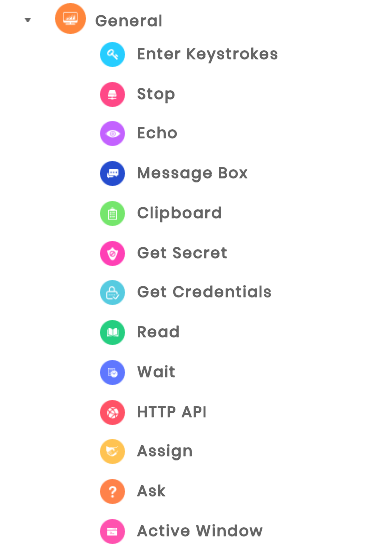 General
Enter Keystrokes
Stop
Echo
Message Box
Clipboard
Get Secret
Get Credentials
Read
Wait
HTTP API
Assign
Ask
Active Window